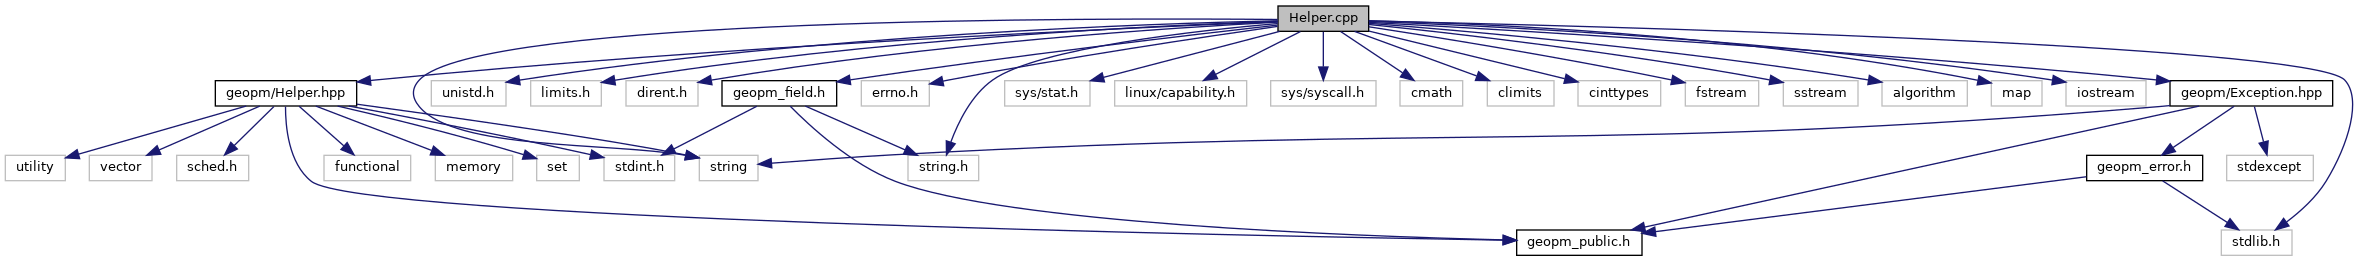 Helper.cpp
geopm/Helper.hpp
unistd.h
limits.h
dirent.h
geopm_field.h
errno.h
sys/stat.h
linux/capability.h
sys/syscall.h
cmath
climits
cinttypes
fstream
sstream
algorithm
map
iostream
geopm/Exception.hpp
utility
vector
sched.h
functional
memory
set
stdint.h
string
string.h
geopm_error.h
stdexcept
geopm_public.h
stdlib.h